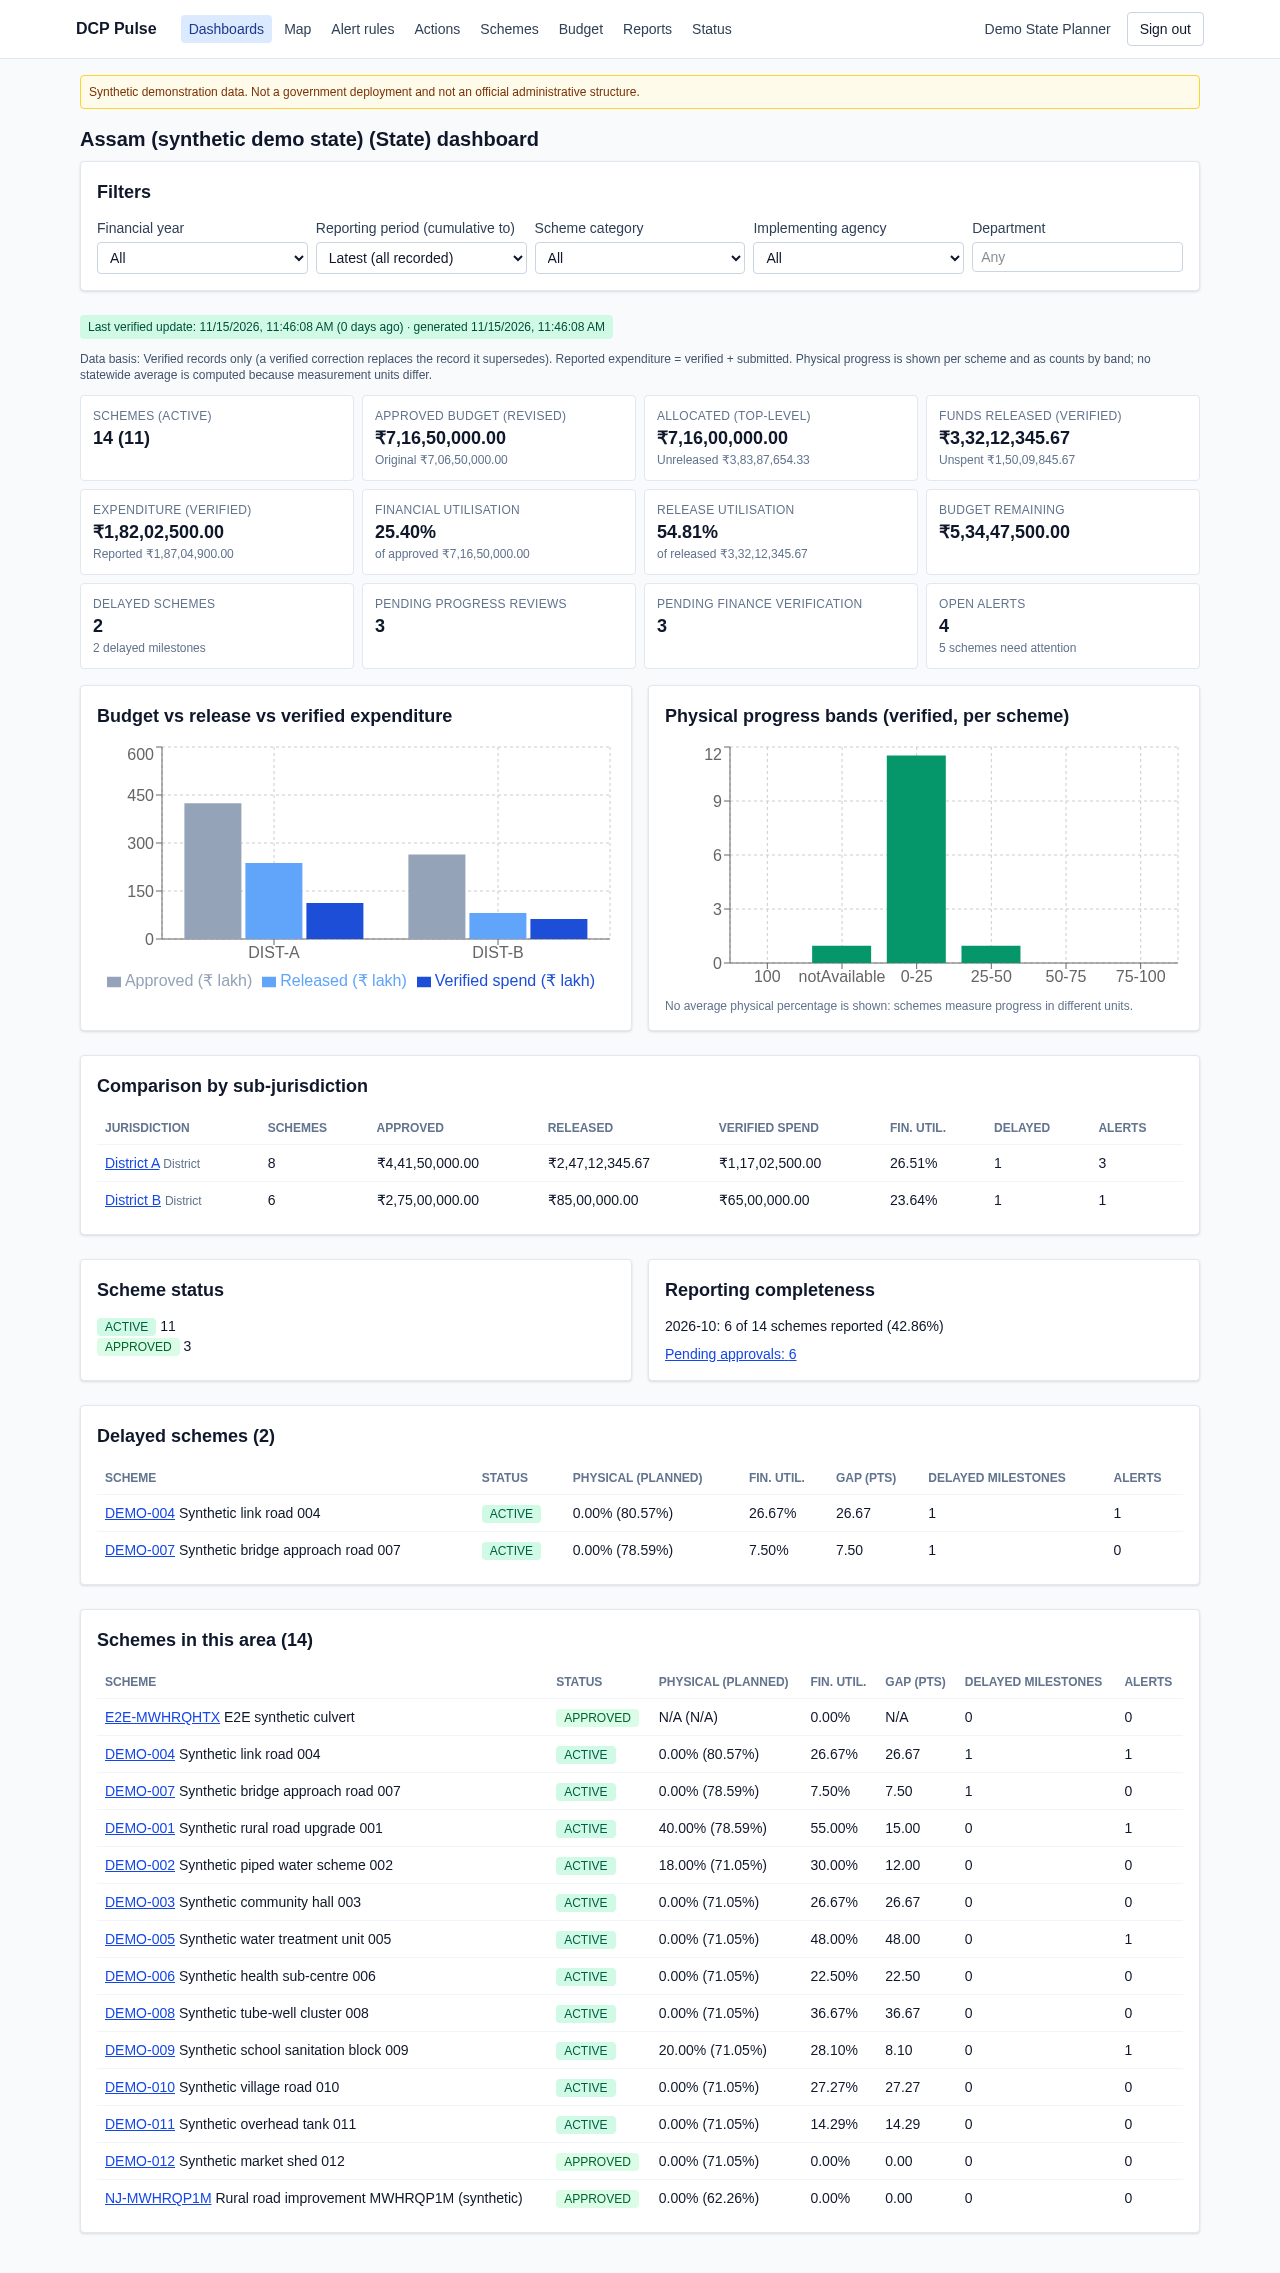 DCP Pulse Dashboards Map Alert rules Actions Schemes Budget Reports Status Demo State Planner Sign out
Synthetic demonstration data. Not a government deployment and not an official administrative structure.
Assam (synthetic demo state) (State) dashboard
Filters
Financial year Reporting period (cumulative to) Scheme category Implementing agency Department
All Latest (all recorded) All All Any
Last verified update: 11/15/2026, 11:46:08 AM (0 days ago) · generated 11/15/2026, 11:46:08 AM
Data basis: Verified records only (a verified correction replaces the record it supersedes). Reported expenditure = verified + submitted. Physical progress is shown per scheme and as counts by band; no
statewide average is computed because measurement units differ.
SCHEMES (ACTIVE) APPROVED BUDGET (REVISED) ALLOCATED (TOP-LEVEL) FUNDS RELEASED (VERIFIED)
14 (11) ₹7,16,50,000.00 ₹7,16,00,000.00 ₹3,32,12,345.67
Original ₹7,06,50,000.00 Unreleased ₹3,83,87,654.33 Unspent ₹1,50,09,845.67
EXPENDITURE (VERIFIED) FINANCIAL UTILISATION RELEASE UTILISATION BUDGET REMAINING
₹1,82,02,500.00 25.40% 54.81% ₹5,34,47,500.00
Reported ₹1,87,04,900.00 of approved ₹7,16,50,000.00 of released ₹3,32,12,345.67
DELAYED SCHEMES PENDING PROGRESS REVIEWS PENDING FINANCE VERIFICATION OPEN ALERTS
2 3 3 4
2 delayed milestones 5 schemes need attention
Budget vs release vs verified expenditure
600
450
300
150
0
DIST-A DIST-B
Approved (₹ lakh) Released (₹ lakh) Verified spend (₹ lakh)
Physical progress bands (verified, per scheme)
12
9
6
3
0
100 notAvailable 0-25 25-50 50-75 75-100
No average physical percentage is shown: schemes measure progress in different units.
Comparison by sub-jurisdiction
JURISDICTION SCHEMES APPROVED RELEASED VERIFIED SPEND FIN. UTIL. DELAYED ALERTS
District A District 8 ₹4,41,50,000.00 ₹2,47,12,345.67 ₹1,17,02,500.00 26.51% 1 3
District B District 6 ₹2,75,00,000.00 ₹85,00,000.00 ₹65,00,000.00 23.64% 1 1
Scheme status
ACTIVE 11
APPROVED 3
Reporting completeness
2026-10: 6 of 14 schemes reported (42.86%)
Pending approvals: 6
Delayed schemes (2)
SCHEME STATUS PHYSICAL (PLANNED) FIN. UTIL. GAP (PTS) DELAYED MILESTONES ALERTS
DEMO-004 Synthetic link road 004 ACTIVE 0.00% (80.57%) 26.67% 26.67 1 1
DEMO-007 Synthetic bridge approach road 007 ACTIVE 0.00% (78.59%) 7.50% 7.50 1 0
Schemes in this area (14)
SCHEME STATUS PHYSICAL (PLANNED) FIN. UTIL. GAP (PTS) DELAYED MILESTONES ALERTS
E2E-MWHRQHTX E2E synthetic culvert APPROVED N/A (N/A) 0.00% N/A 0 0
DEMO-004 Synthetic link road 004 ACTIVE 0.00% (80.57%) 26.67% 26.67 1 1
DEMO-007 Synthetic bridge approach road 007 ACTIVE 0.00% (78.59%) 7.50% 7.50 1 0
DEMO-001 Synthetic rural road upgrade 001 ACTIVE 40.00% (78.59%) 55.00% 15.00 0 1
DEMO-002 Synthetic piped water scheme 002 ACTIVE 18.00% (71.05%) 30.00% 12.00 0 0
DEMO-003 Synthetic community hall 003 ACTIVE 0.00% (71.05%) 26.67% 26.67 0 0
DEMO-005 Synthetic water treatment unit 005 ACTIVE 0.00% (71.05%) 48.00% 48.00 0 1
DEMO-006 Synthetic health sub-centre 006 ACTIVE 0.00% (71.05%) 22.50% 22.50 0 0
DEMO-008 Synthetic tube-well cluster 008 ACTIVE 0.00% (71.05%) 36.67% 36.67 0 0
DEMO-009 Synthetic school sanitation block 009 ACTIVE 20.00% (71.05%) 28.10% 8.10 0 1
DEMO-010 Synthetic village road 010 ACTIVE 0.00% (71.05%) 27.27% 27.27 0 0
DEMO-011 Synthetic overhead tank 011 ACTIVE 0.00% (71.05%) 14.29% 14.29 0 0
DEMO-012 Synthetic market shed 012 APPROVED 0.00% (71.05%) 0.00% 0.00 0 0
NJ-MWHRQP1M Rural road improvement MWHRQP1M (synthetic) APPROVED 0.00% (62.26%) 0.00% 0.00 0 0